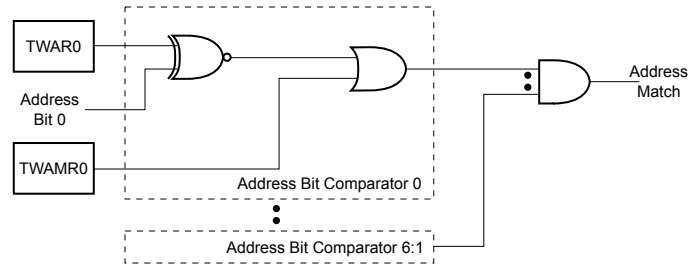 TWAR0
Address
Bit 0
TWAMR0
Address Bit Comparator 0
Address Bit Comparator 6:1
Address
Match